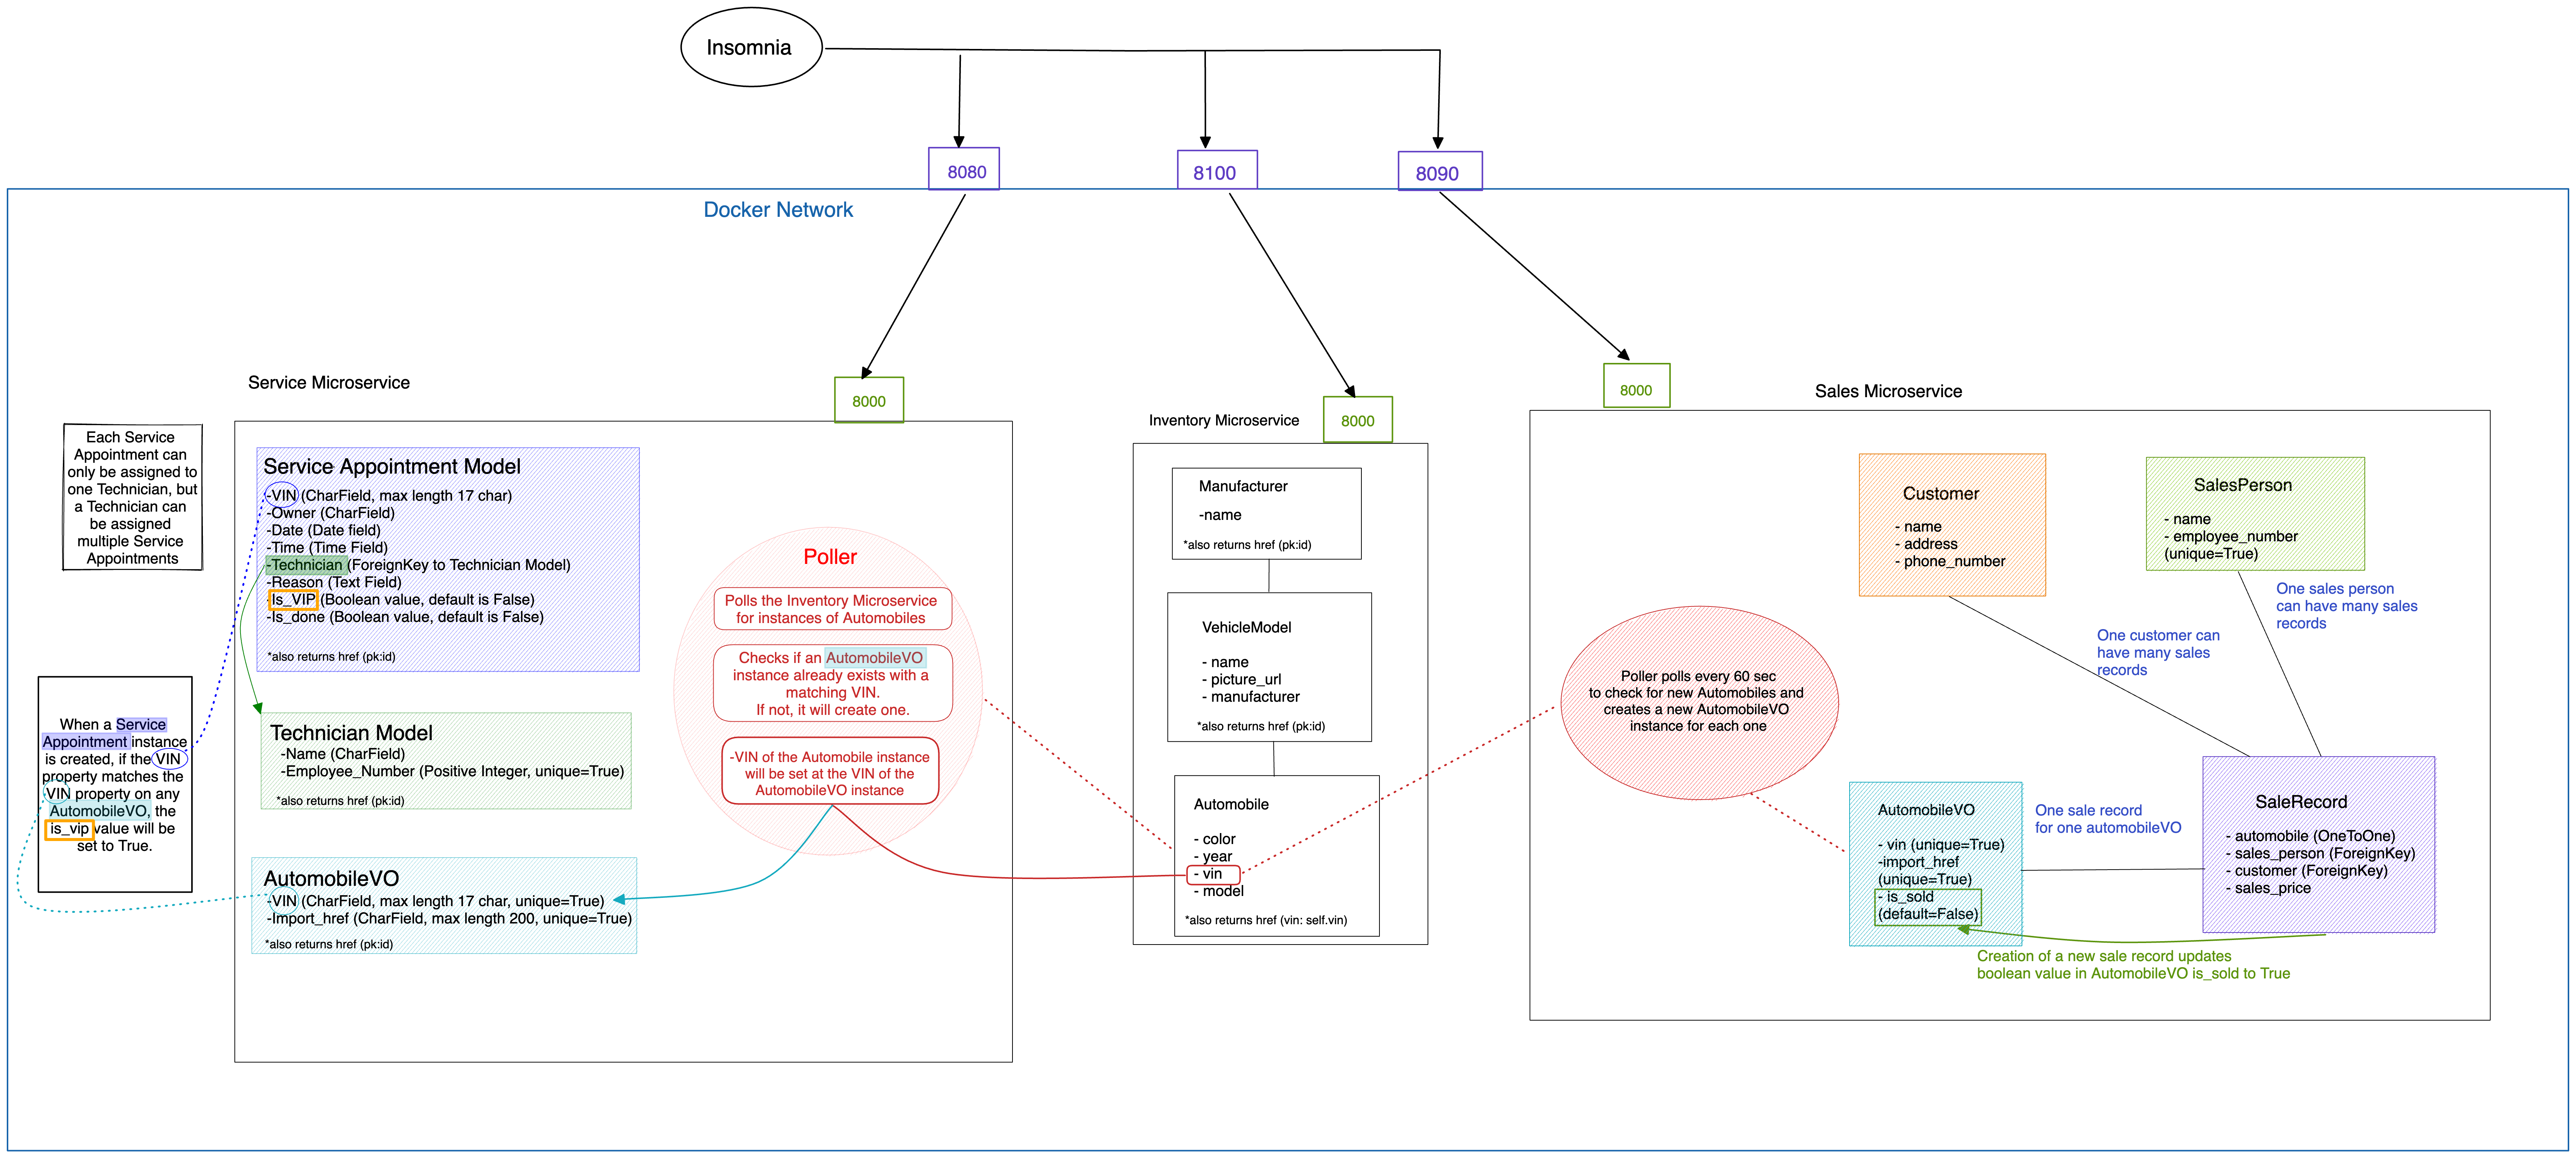 Insomnia
8080
8100
8090
Docker Network
Service Microservice
8000
Each Service
Appointment can
only be assigned to
one Technician, but
a Technician can
be assigned
multiple Service
Appointments
When a Service
Appointment instance
is created, if the VIN
property matches the
VIN property on any
AutomobileVO, the
is_vip value will be
set to True.
Service Appointment Model
-VIN (CharField, max length 17 char)
-Owner (CharField)
-Date (Date field)
-Time (Time Field)
-Technician (ForeignKey to Technician Model)
-Reason (Text Field)
-Is_VIP (Boolean value, default is False)
-Is_done (Boolean value, default is False)
*also returns href (pk:id)
Technician Model
-Name (CharField)
-Employee_Number (Positive Integer, unique=True)
*also returns href (pk:id)
AutomobileVO
-VIN (CharField, max length 17 char, unique=True)
-Import_href (CharField, max length 200, unique=True)
*also returns href (pk:id)
Poller
Polls the Inventory Microservice
for instances of Automobiles
Checks if an AutomobileVO
instance already exists with a
matching VIN.
If not, it will create one.
-VIN of the Automobile instance
will be set at the VIN of the
AutomobileVO instance
Inventory Microservice
8000
Manufacturer
-name
*also returns href (pk:id)
VehicleModel
- name
- picture_url
- manufacturer
*also returns href (pk:id)
Automobile
- color
- year
- vin
- model
*also returns href (vin: self.vin)
8000
Sales Microservice
Poller polls every 60 sec
to check for new Automobiles and
creates a new AutomobileVO
instance for each one
Customer
- name
- address
- phone_number
SalesPerson
- name
- employee_number
(unique=True)
One sales person
can have many sales
records
One customer can
have many sales
records
AutomobileVO
- vin (unique=True)
-import_href
(unique=True)
- is_sold
(default=False)
One sale record
for one automobileVO
SaleRecord
- automobile (OneToOne)
- sales_person (ForeignKey)
- customer (ForeignKey)
- sales_price
Creation of a new sale record updates
boolean value in AutomobileVO is_sold to True